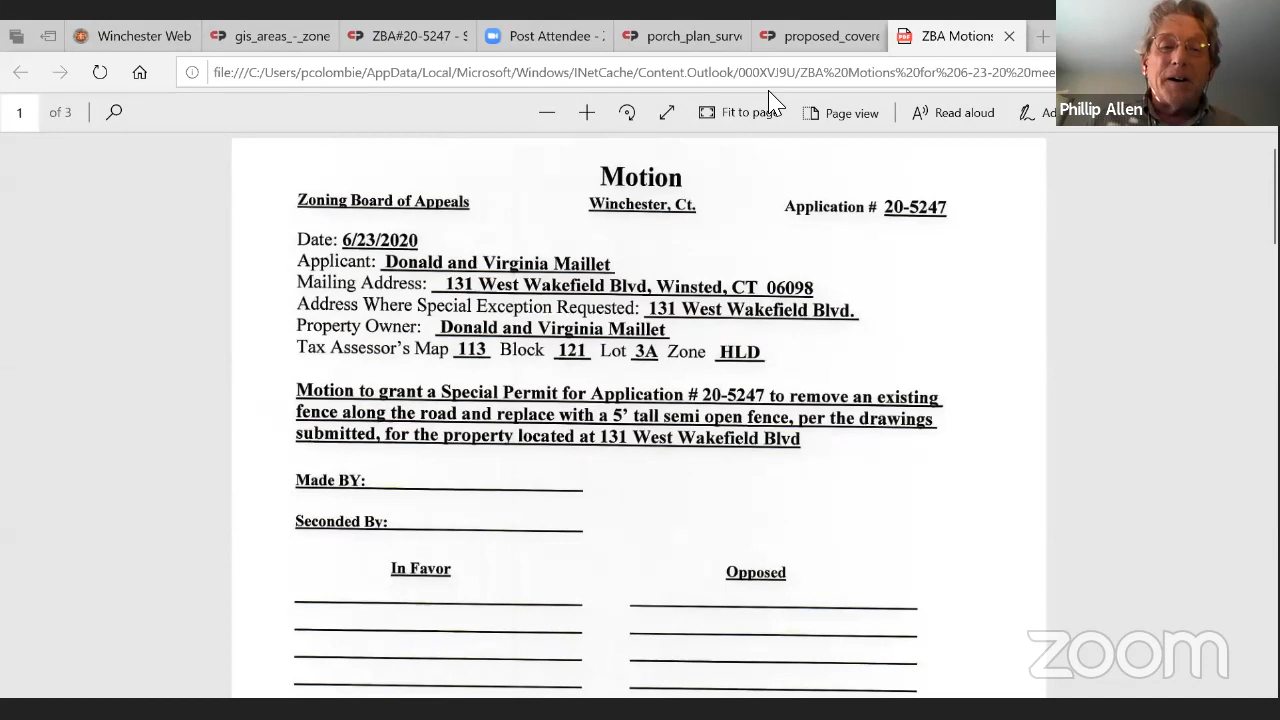 Winchester Web
gis_areas_-_zone
ZBA#20-5247 - S
Post Attendee - Z
porch_plan_surve
proposed_covere
ZBA Motions
file:///C:/Users/pcolombie/AppData/Local/Microsoft/Windows/INetCache/Content.Outlook/000XVJ9U/ZBA%20Motions%20for%206-23-20%20mee
1 of 3
Fit to page
Page view
Read aloud
Ad
Phillip Allen
Motion
Zoning Board of Appeals Winchester, Ct. Application # 20-5247
Date: 6/23/2020
Applicant: Donald and Virginia Maillet
Mailing Address: 131 West Wakefield Blvd, Winsted, CT 06098
Address Where Special Exception Requested: 131 West Wakefield Blvd.
Property Owner: Donald and Virginia Maillet
Tax Assessor's Map 113 Block 121 Lot 3A Zone HLD
Motion to grant a Special Permit for Application # 20-5247 to remove an existing
fence along the road and replace with a 5' tall semi open fence, per the drawings
submitted, for the property located at 131 West Wakefield Blvd
Made BY:
Seconded By:
In Favor Opposed
zoom